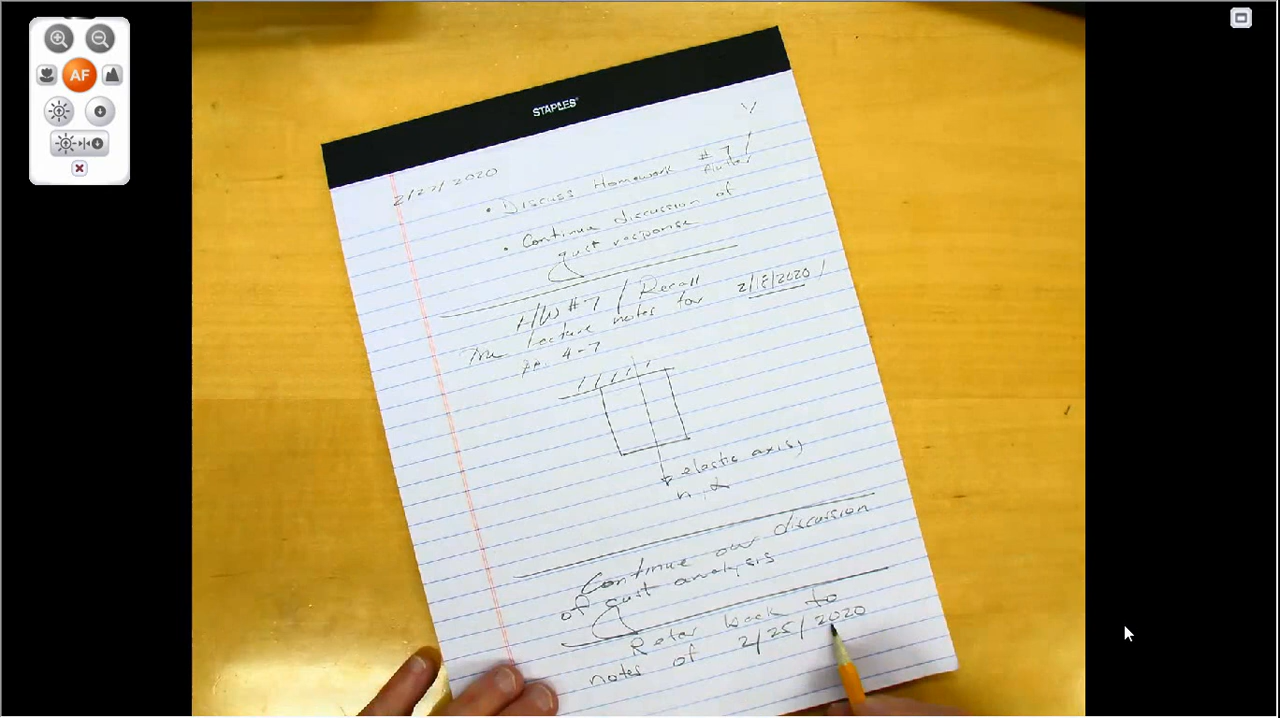 AF
STAPLES
2/27/2020
• Discuss Homework #7/
• Continue discussion of
gust response
H/W #7 / Recall
The lecture notes for 2/18/2020/
pp. 4-7
elastic axis,
h, α
Continue our discussion
of gust analysis
Refer back to
notes of 2/25/2020